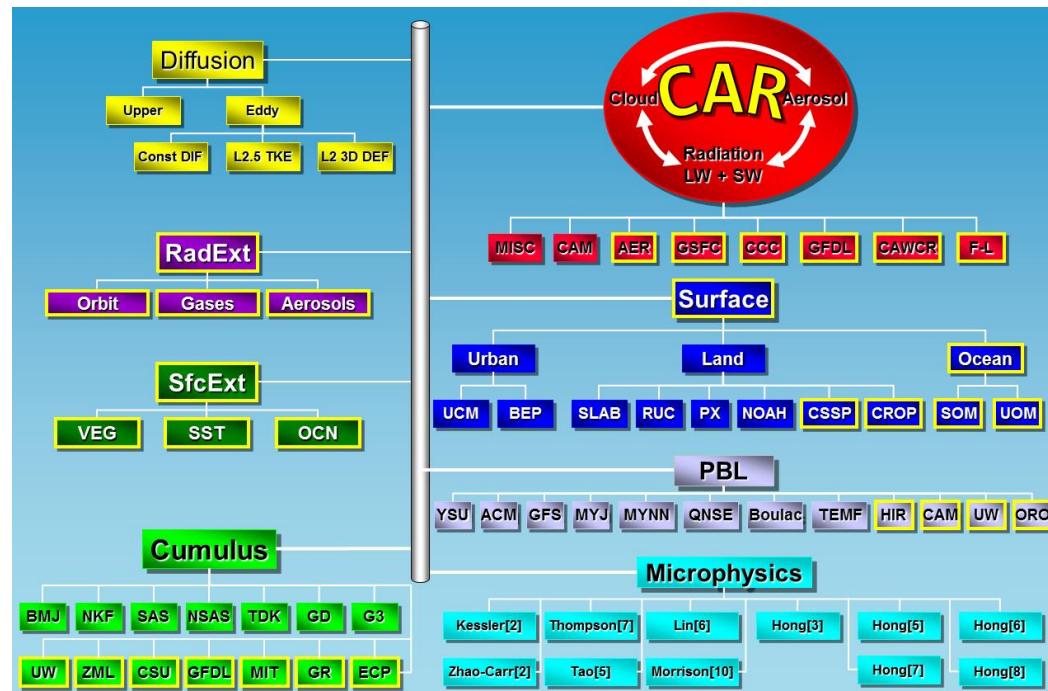 Diffusion
Upper
Eddy
Const DIF
L2.5 TKE
L2 3D DEF
RadExt
Orbit
Gases
Aerosols
SfcExt
VEG
SST
OCN
Cumulus
BMJ
NKF
SAS
NSAS
TDK
GD
G3
UW
ZML
CSU
GFDL
MIT
GR
ECP
CAR
Cloud
Aerosol
Radiation
LW + SW
MISC
CAM
AER
GSFC
CCC
GFDL
CAWCR
F-L
Surface
Urban
Land
Ocean
UCM
BEP
SLAB
RUC
PX
NOAH
CSSP
CROP
SOM
UOM
PBL
YSU
ACM
GFS
MYJ
MYNN
QNSE
Boulac.
TEMF
HIR
CAM
UW
ORO
Microphysics
Kessler[2]
Thompson[7]
Lin[6]
Hong[3]
Hong[5]
Hong[6]
Zhao-Carr[2]
Tao[5]
Morrison[10]
Hong[7]
Hong[8]